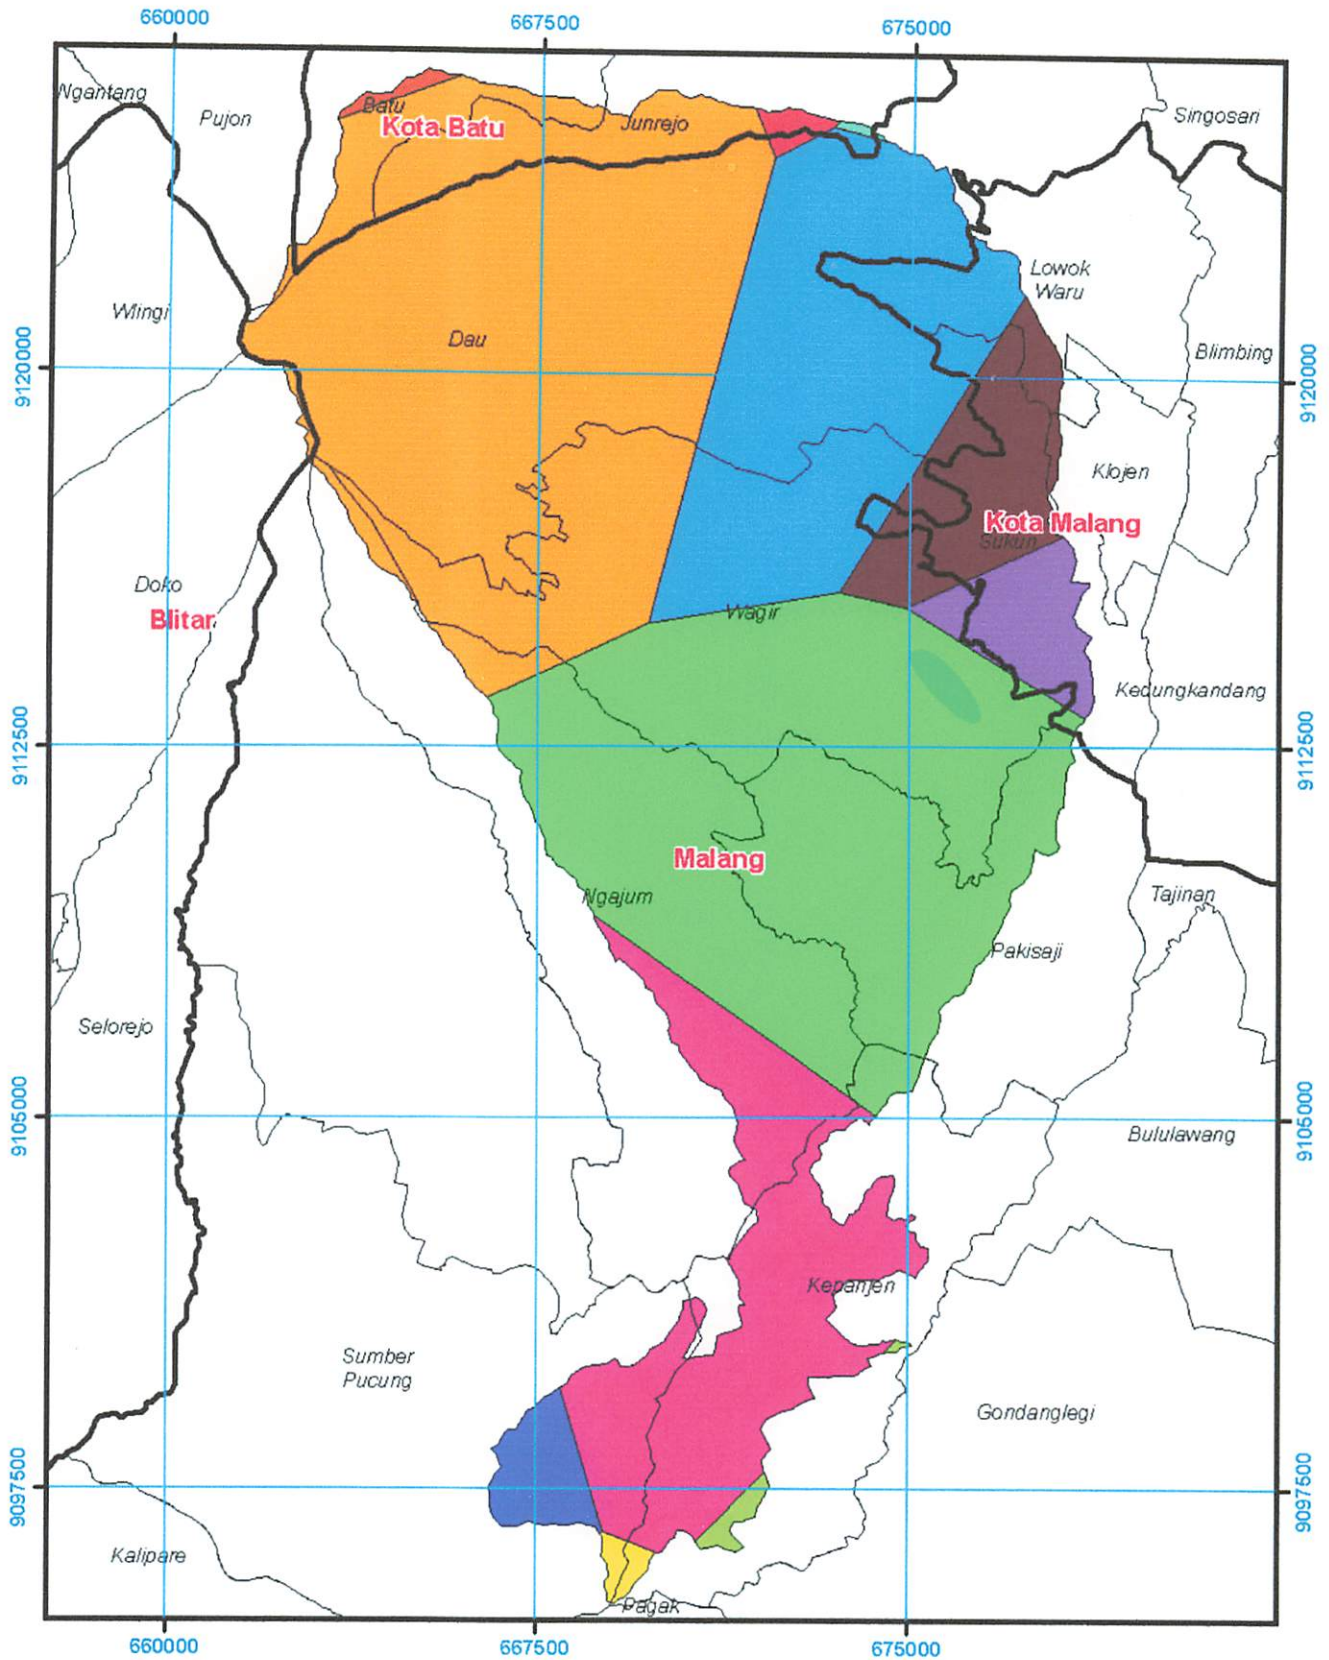 660000
667500
675000
Ngantang
Pujon
Batu
Kota Batu
Junrejo
Singosari
Lowok
Waru
Wlingi
Dau
Blimbing
9120000
9120000
Klojen
Kota Malang
Sukun
Doko
Blitar
Wagir
Kedungkandang
9112500
9112500
Malang
Ngajum
Tajinan
Pakisaji
Selorejo
9105000
9105000
Bululawang
Kepanjen
Sumber
Pucung
Gondanglegi
9097500
9097500
Kalipare
Pagak
660000
667500
675000